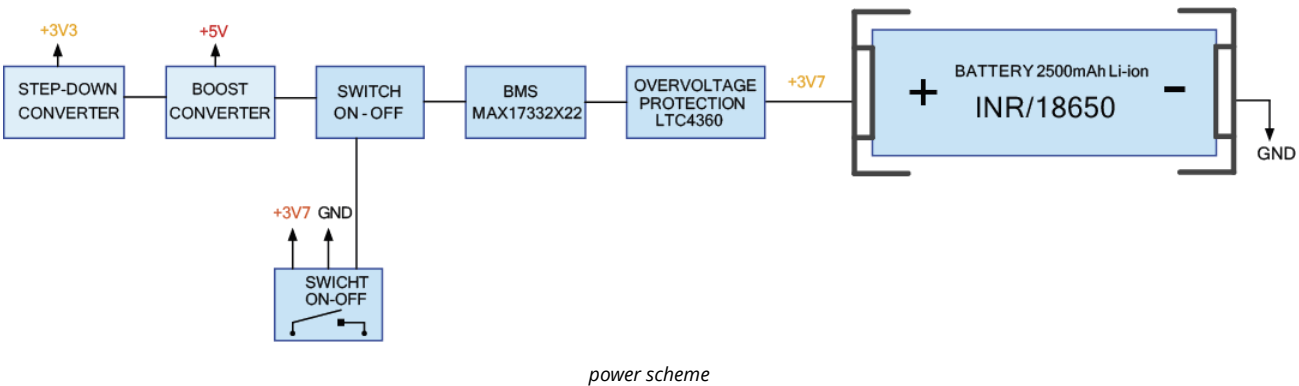 +3V3
+5V
STEP-DOWN
CONVERTER
BOOST
CONVERTER
SWITCH
ON - OFF
BMS
MAX17332X22
OVERVOLTAGE
PROTECTION
LTC4360
+3V7
+
BATTERY 2500mAh Li-ion
INR/18650
-
GND
+3V7 GND
SWICHT
ON-OFF
power scheme